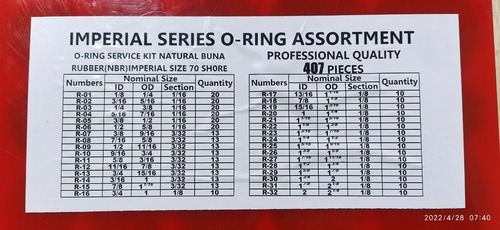 IMPERIAL SERIES O-RING ASSORTMENT
O-RING SERVICE KIT NATURAL BUNA
RUBBER(NBR)IMPERIAL SIZE 70 SHORE
PROFESSIONAL QUALITY
407 PIECES
Numbers Nominal Size Quantity
ID OD Section
R-01 1/8 1/4 1/16 20
R-02 3/16 5/16 1/16 20
R-03 1/4 3/8 1/16 20
R-04 5/16 7/16 1/16 20
R-05 3/8 1/2 1/16 20
R-06 1/2 5/8 1/16 20
R-07 3/8 9/16 3/32 13
R-08 7/16 5/8 3/32 13
R-09 1/2 11/16 3/32 13
R-10 9/16 3/4 3/32 13
R-11 5/8 13/16 3/32 13
R-12 11/16 7/8 3/32 13
R-13 3/4 15/16 3/32 13
R-14 13/16 1 3/32 13
R-15 7/8 3/32 13
R-16 3/4 1 1/8 10
Numbers Nominal Size Quantity
ID OD Section
R-17 13/16 1/8 10
R-18 7/8 1/8 10
R-19 15/16 1/8 10
R-20 1 1/8 10
R-21 1/8 10
R-22 1/8 10
R-23 1/8 10
R-24 1/8 10
R-25 1/8 10
R-26 1/8 10
R-27 1/8 10
R-28 1/8 10
R-29 1/8 10
R-30 2 1/8 10
R-31 2 1/8 10
R-32 2 1/8 10
2022/4/28 07:40